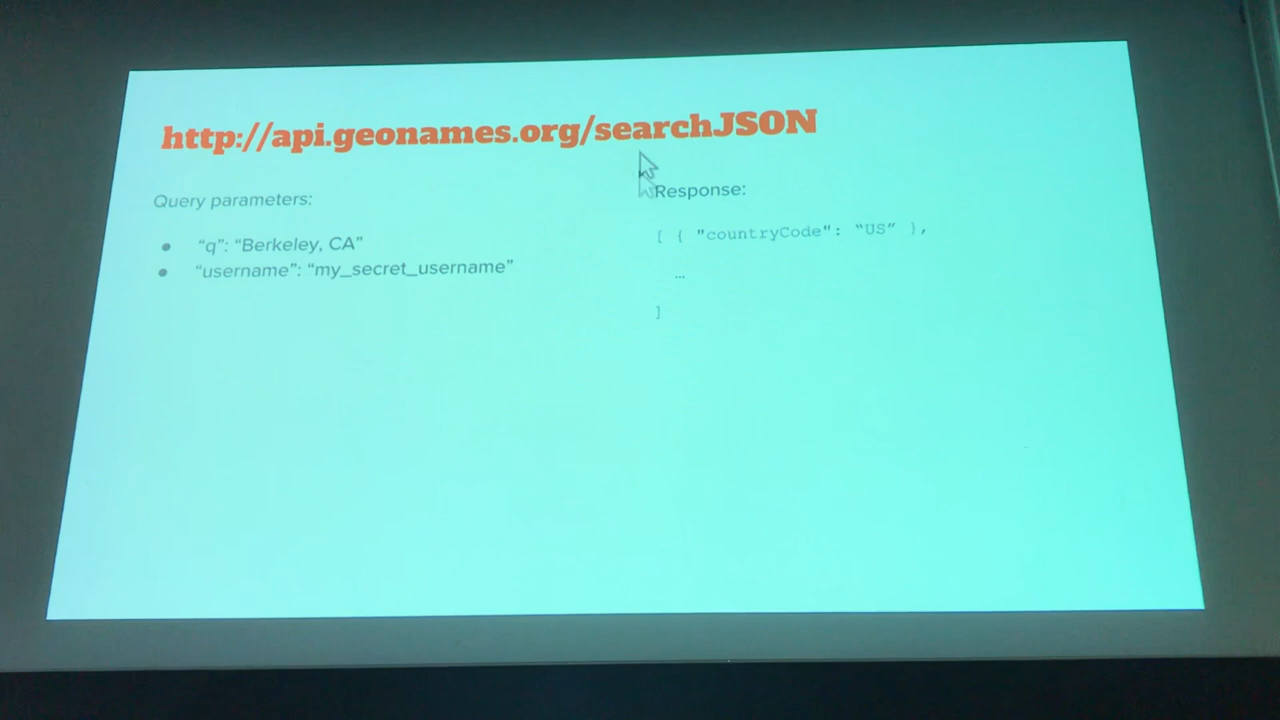 http://api.geonames.org/searchJSON
Query parameters:
● “q”: “Berkeley, CA”
● “username”: “my_secret_username”
Response:
[ { "countryCode": “US” },
…
]